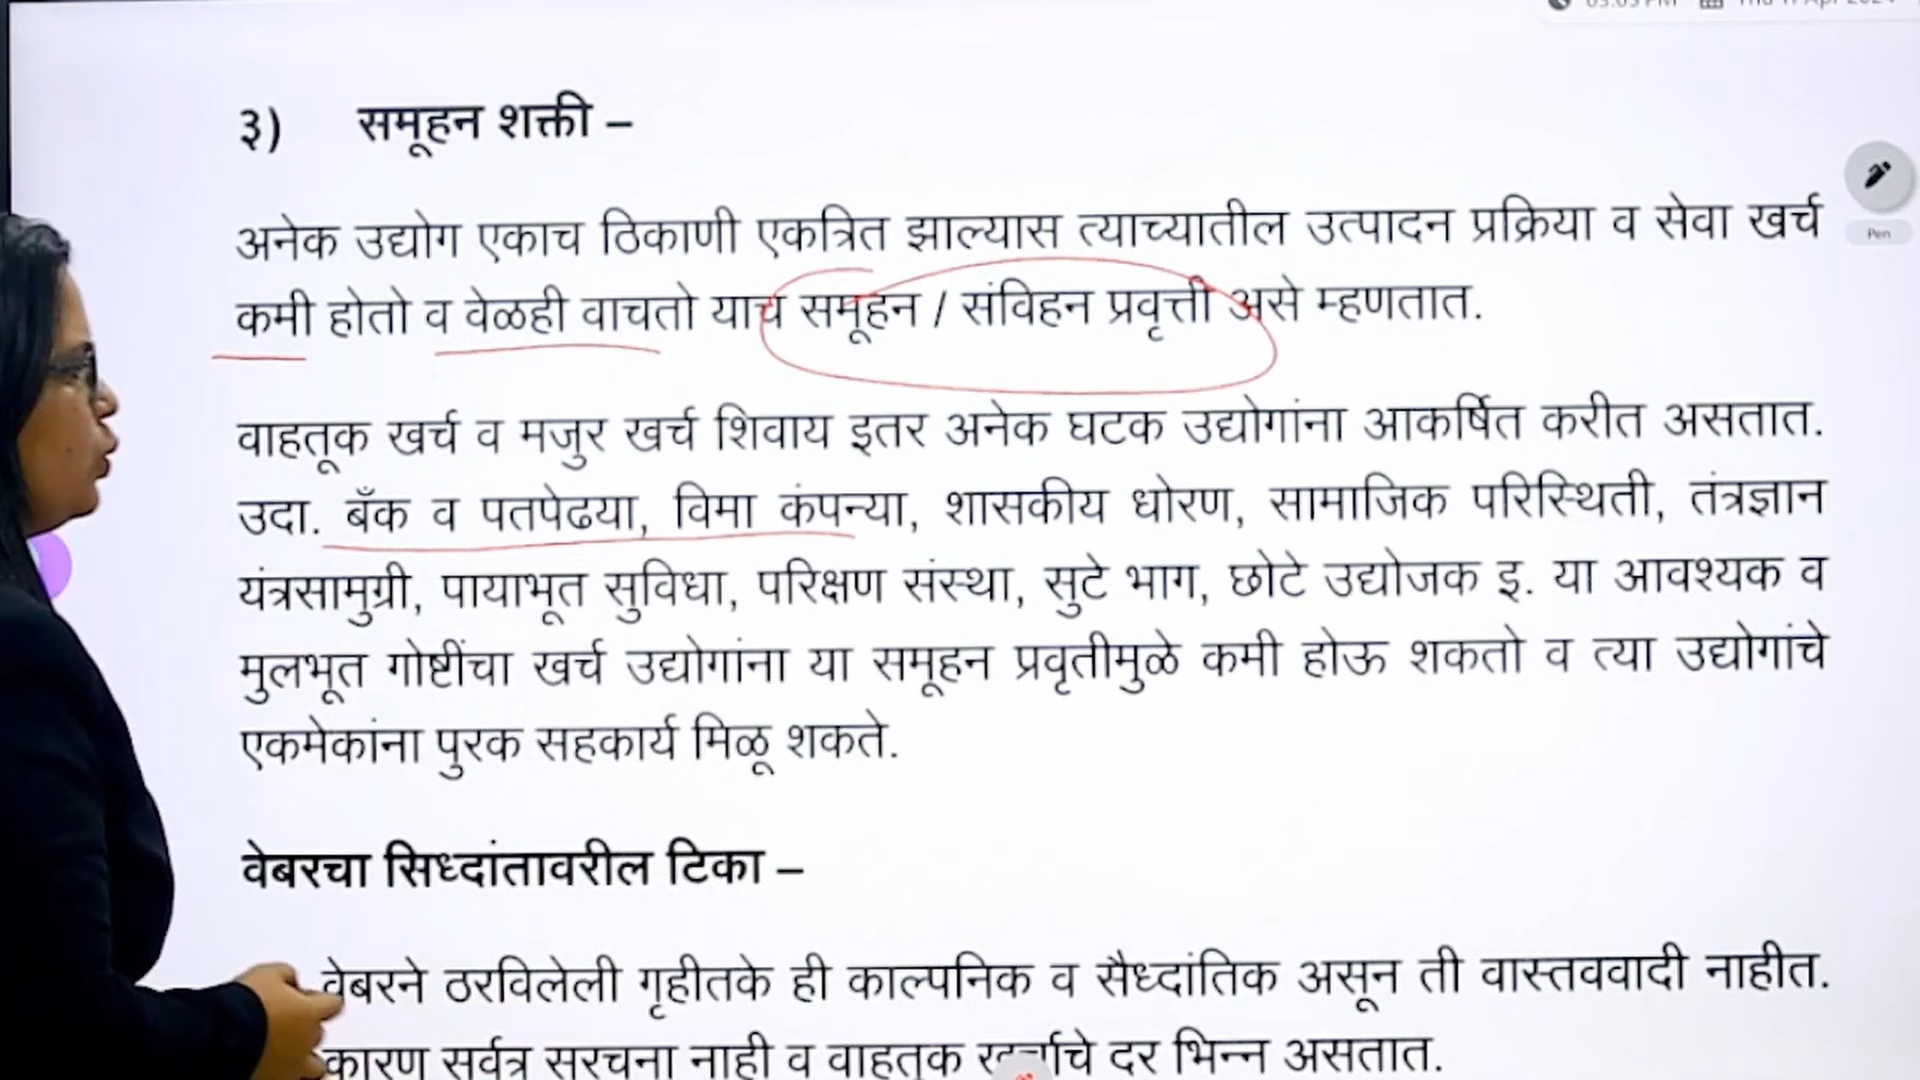 ३) समूहन शक्ती –
अनेक उद्योग एकाच ठिकाणी एकत्रित झाल्यास त्याच्यातील उत्पादन प्रक्रिया व सेवा खर्च
कमी होतो व वेळही वाचतो याच समूहन / संविहन प्रवृत्ती असे म्हणतात.
Pen
वाहतूक खर्च व मजुर खर्च शिवाय इतर अनेक घटक उद्योगांना आकर्षित करीत असतात.
उदा. बँक व पतपेढया, विमा कंपन्या, शासकीय धोरण, सामाजिक परिस्थिती, तंत्रज्ञान
यंत्रसामुग्री, पायाभूत सुविधा, परिक्षण संस्था, सुटे भाग, छोटे उद्योजक इ. या आवश्यक व
मुलभूत गोष्टींचा खर्च उद्योगांना या समूहन प्रवृतीमुळे कमी होऊ शकतो व त्या उद्योगांचे
एकमेकांना पुरक सहकार्य मिळू शकते.
वेबरचा सिध्दांतावरील टिका –
वेबरने ठरविलेली गृहीतके ही काल्पनिक व सैध्दांतिक असून ती वास्तववादी नाहीत.
कारण सर्वत्र सरचना नाही व वाहतुक खर्चाचे दर भिन्न असतात.